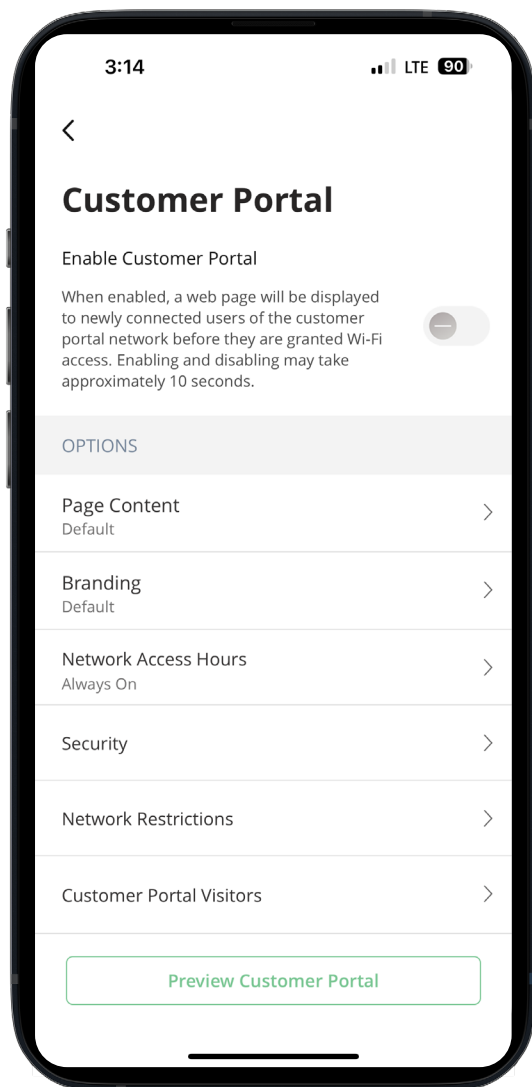 3:14
LTE 90
Customer Portal
Enable Customer Portal
When enabled, a web page will be displayed
to newly connected users of the customer
portal network before they are granted Wi-Fi
access. Enabling and disabling may take
approximately 10 seconds.
OPTIONS
Page Content
Default
Branding
Default
Network Access Hours
Always On
Security
Network Restrictions
Customer Portal Visitors
Preview Customer Portal